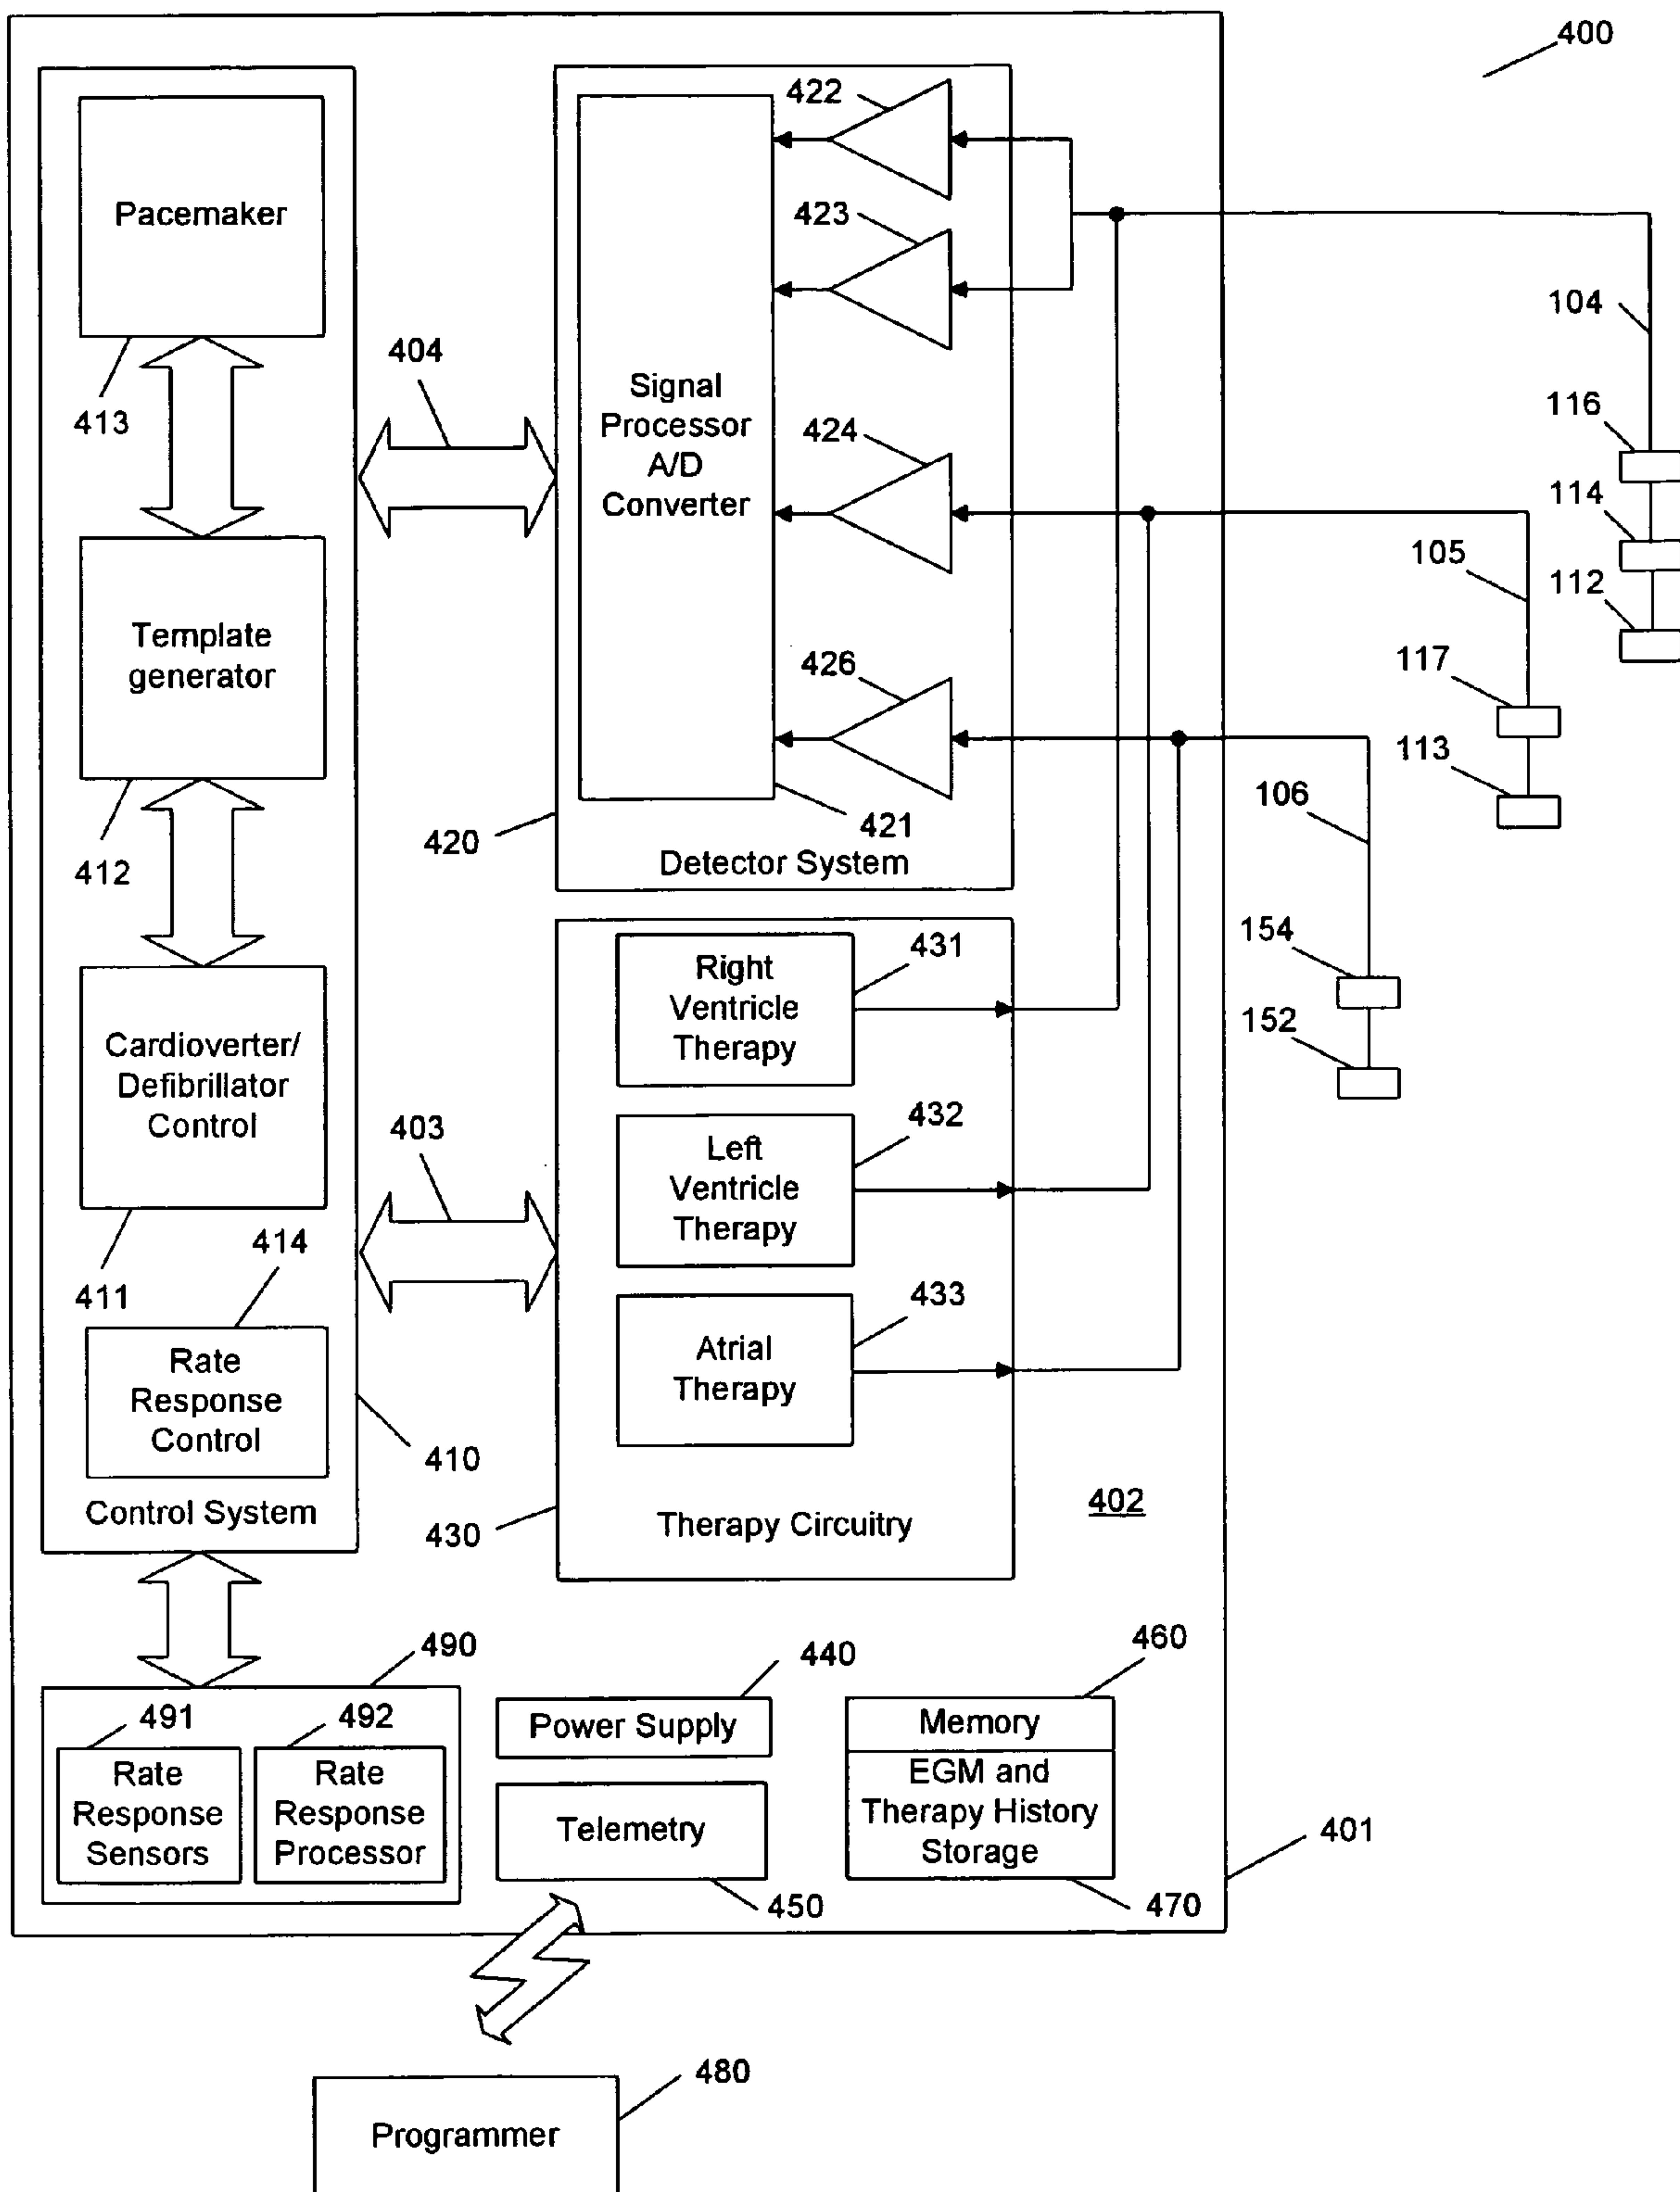 400
422
Pacemaker
423
104
404
413
116
Signal
Processor
A/D
Converter
424
114
105
112
Template
generator
426
117
113
106
412
420
421
Detector System
154
Right
Ventricle
Therapy
431
152
Cardioverter/
Defibrillator
Control
403
Left
Ventricle
Therapy
432
414
411
433
Rate
Response
Control
Atrial
Therapy
410
402
Control System
430
Therapy Circuitry
490
440
460
491
492
Power Supply
Memory
Rate
Response
Sensors
Rate
Response
Processor
Telemetry
EGM and
Therapy History
Storage
401
450
470
480
Programmer